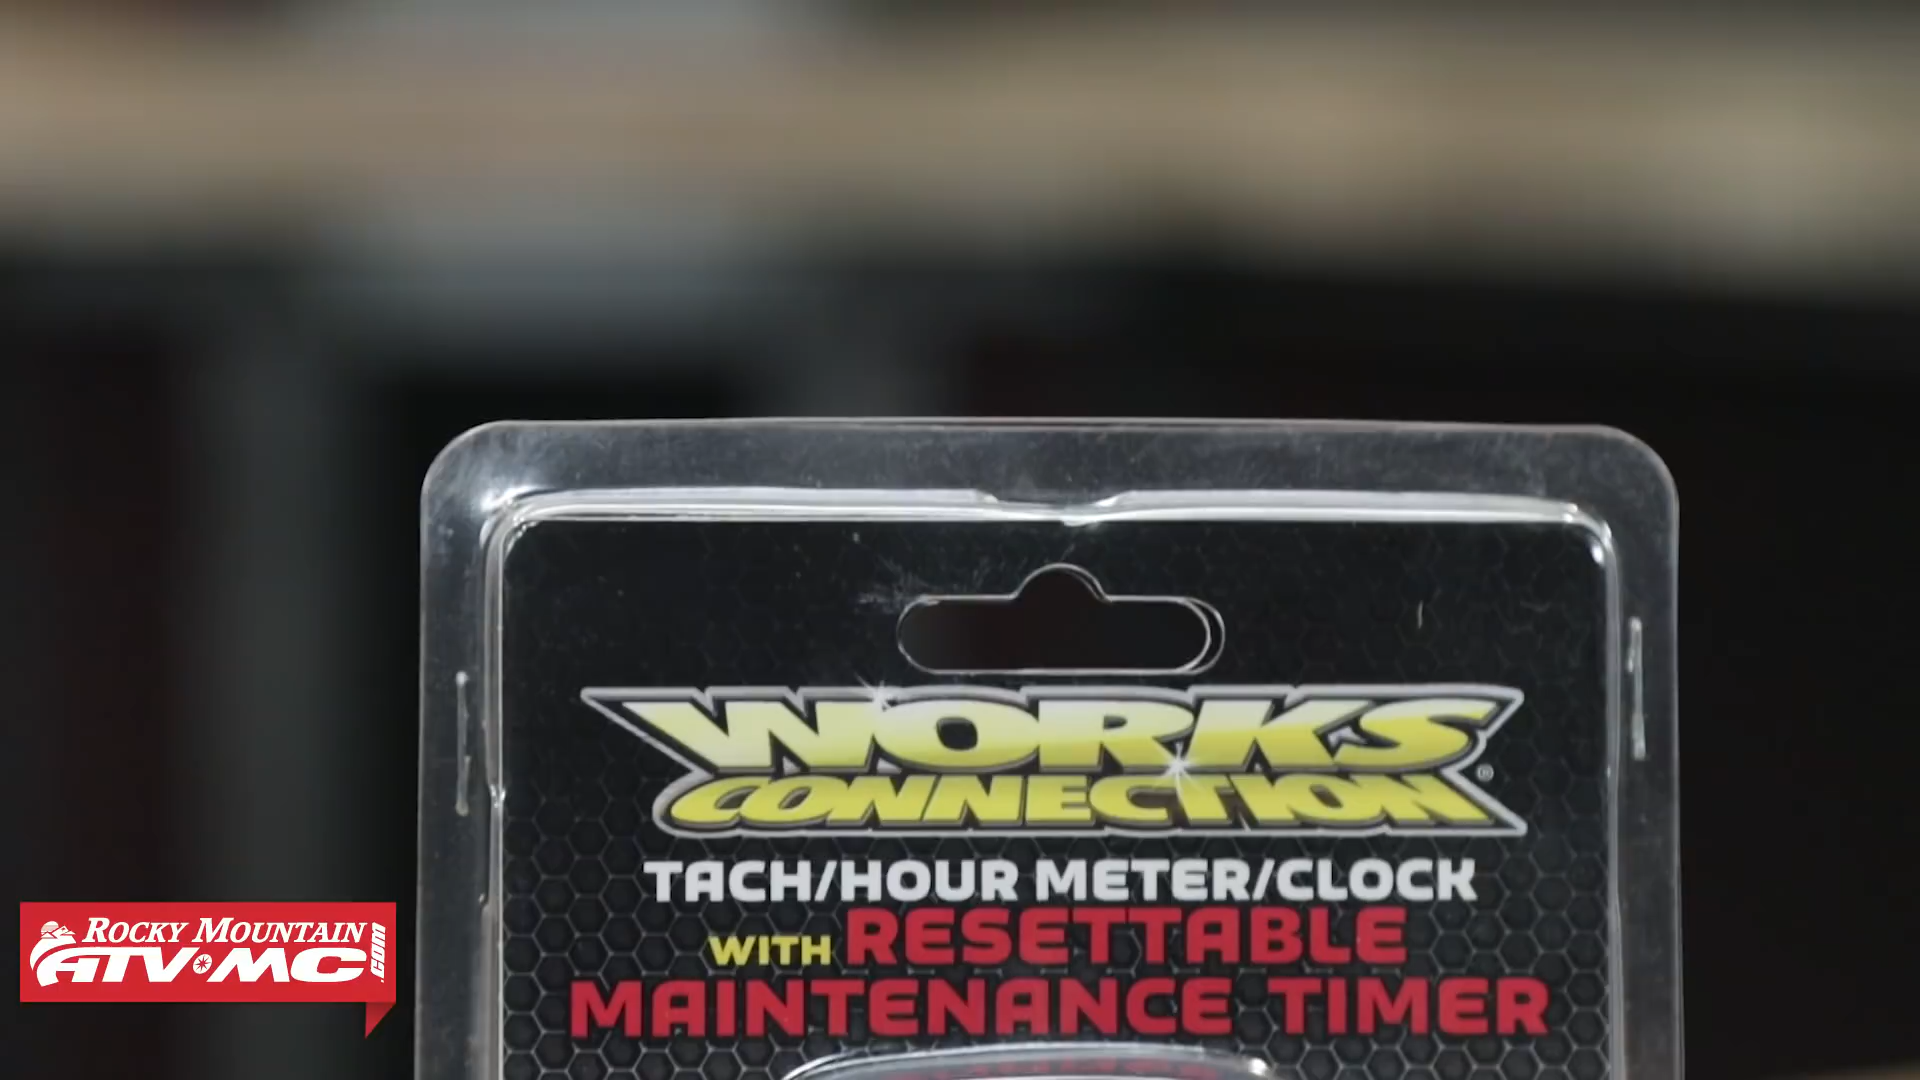 WORKS
CONNECTION®
TACH/HOUR METER/CLOCK
WITH RESETTABLE
MAINTENANCE TIMER
ROCKY MOUNTAIN
ATV MC .COM